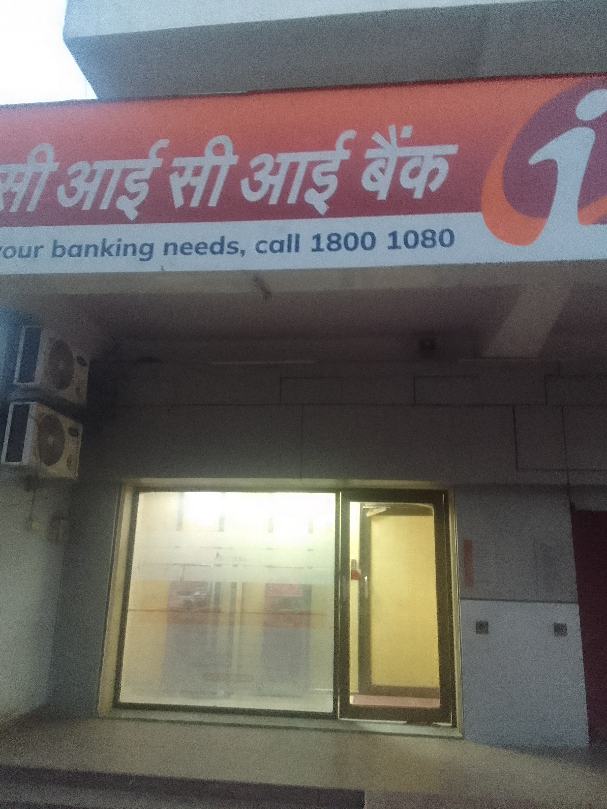 सी आई सी आई बैंक
your banking needs, call 1800 1080